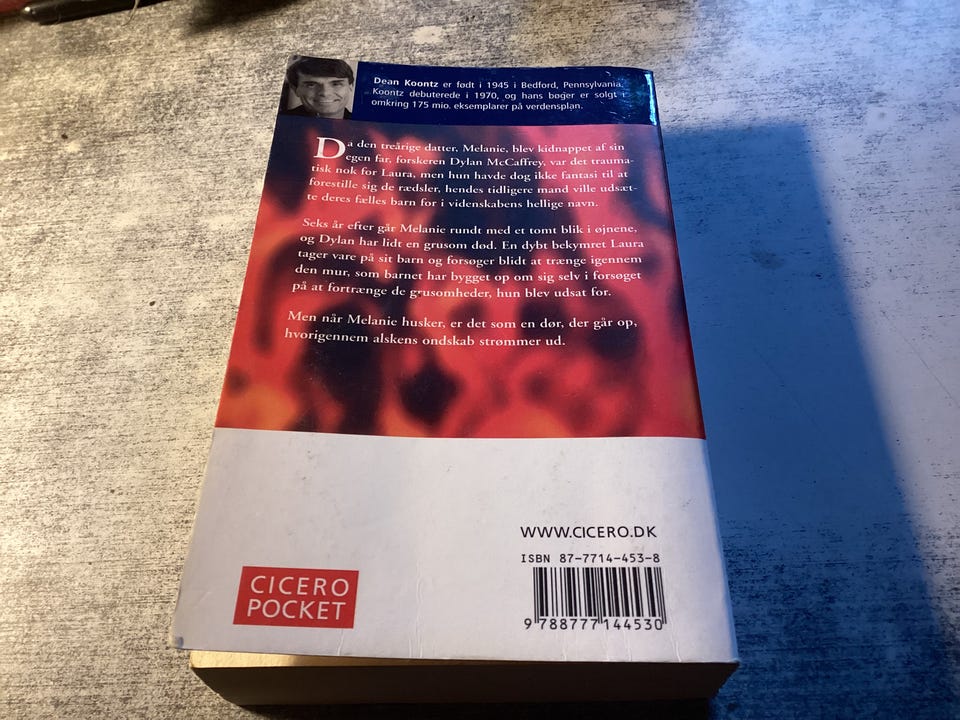 Dean Koontz er født i 1945 i Bedford, Pennsylvania.
Koontz debuterede i 1970, og hans bøger er solgt i
omkring 175 mio. eksemplarer på verdensplan.
Da den treårige datter, Melanie, blev kidnappet af sin
egen far, forskeren Dylan McCaffrey, var det trauma-
tisk nok for Laura, men hun havde dog ikke fantasi til at
forestille sig de rædsler, hendes tidligere mand ville udsæt-
te deres fælles barn for i videnskabens hellige navn.
Seks år efter går Melanie rundt med et tomt blik i øjnene,
og Dylan har lidt en grusom død. En dybt bekymret Laura
tager vare på sit barn og forsøger blidt at trænge igennem
den mur, som barnet har bygget op om sig selv i forsøget
på at fortrænge de grusomheder, hun blev udsat for.
Men når Melanie husker, er det som en dør, der går op,
hvorigennem alskens ondskab strømmer ud.
WWW.CICERO.DK
ISBN 87-7714-453-8
9 788777 144530
CICERO
POCKET